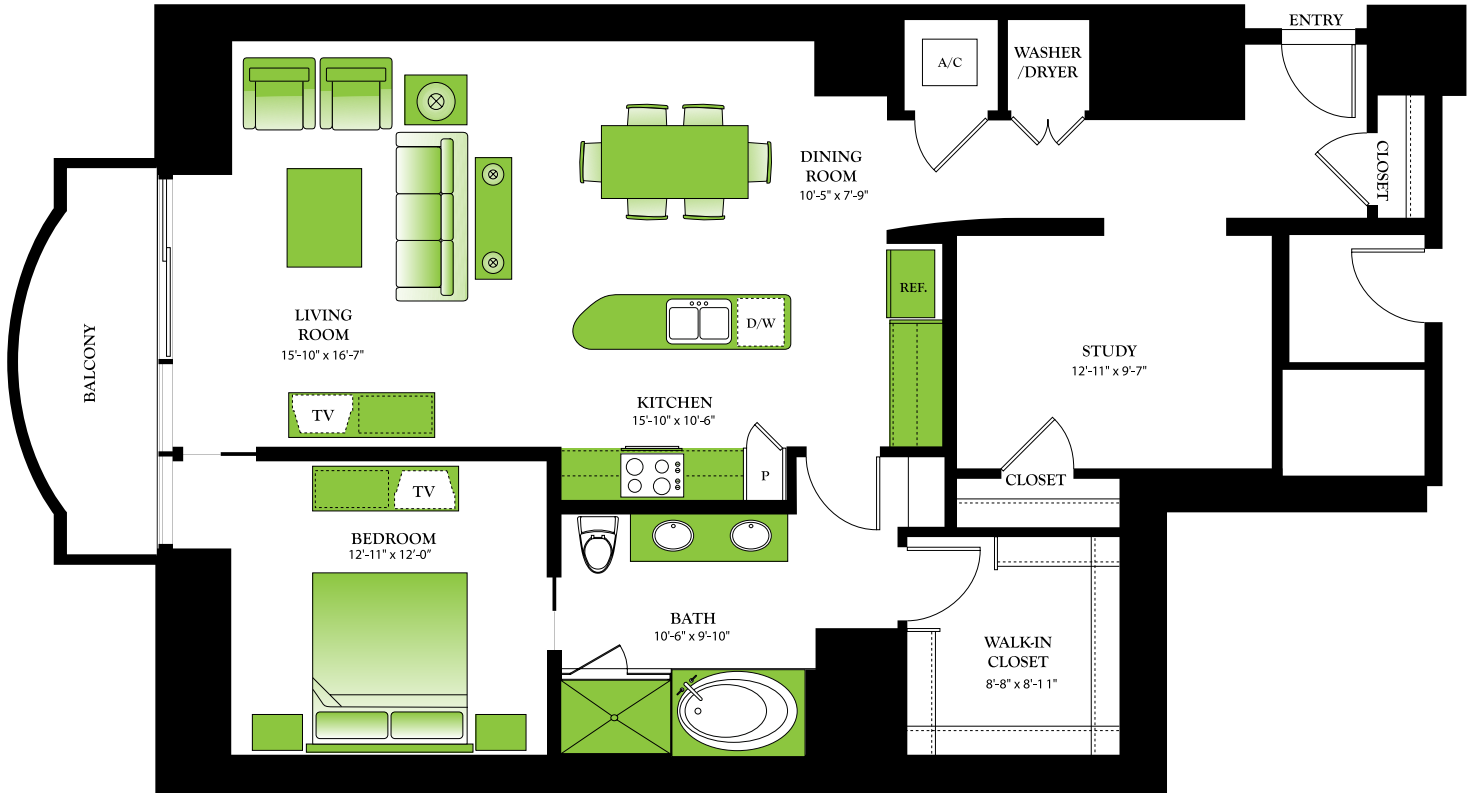 ENTRY
A/C
WASHER
/DRYER
CLOSET
DINING
ROOM
10'-5" x 7'-9"
REF.
LIVING
ROOM
15'-10" x 16'-7"
D/W
BALCONY
STUDY
12'-11" x 9'-7"
TV
KITCHEN
15'-10" x 10'-6"
P
CLOSET
TV
BEDROOM
12'-11" x 12'-0"
BATH
10'-6" x 9'-10"
WALK-IN
CLOSET
8'-8" x 8'-1 1"